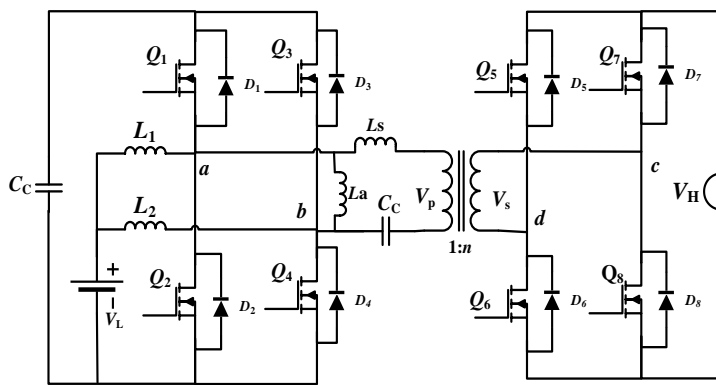 Q1
Q3
D1
D3
Q5
Q7
D5
D7
L1
a
Ls
CC
L2
b
La
CC
Vp
Vs
c
d
VH
1:n
+
VL
Q2
Q4
D2
D4
Q6
Q8
D6
D8